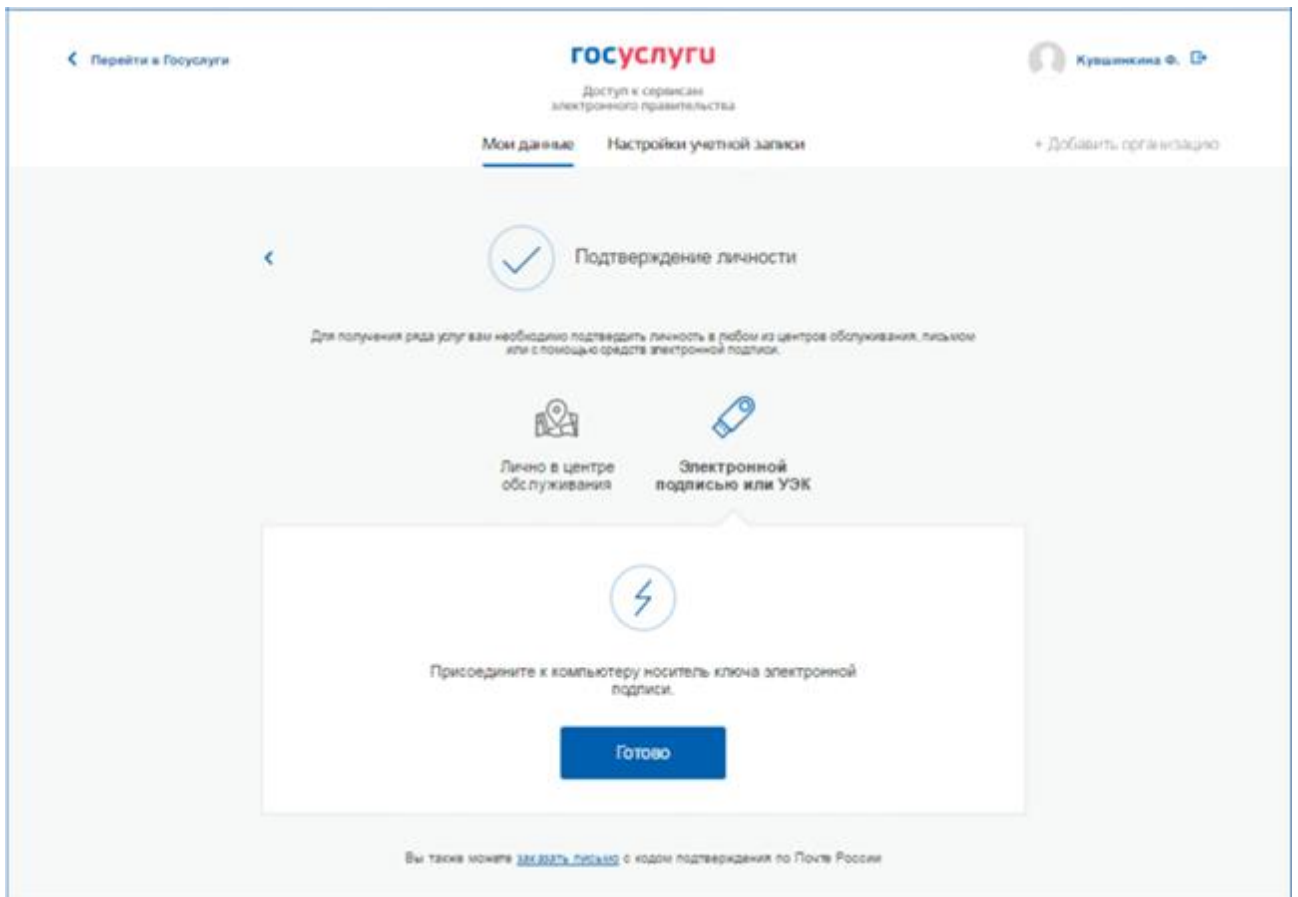 Перейти в Госуслуги
госуслуги
Кувшинкина Ф.
Доступ к сервисам
электронного правительства
Мои данные Настройки учетной записи + Добавить организацию
Подтверждение личности
Для получения ряда услуг вам необходимо подтвердить личность в любом из центров обслуживания, письмом
или с помощью средств электронной подписи.
Лично в центре
обслуживания
Электронной
подписью или УЭК
Присоедините к компьютеру носитель ключа электронной
подписи.
Готово
Вы также можете заказать письмо с кодом подтверждения по Почте России